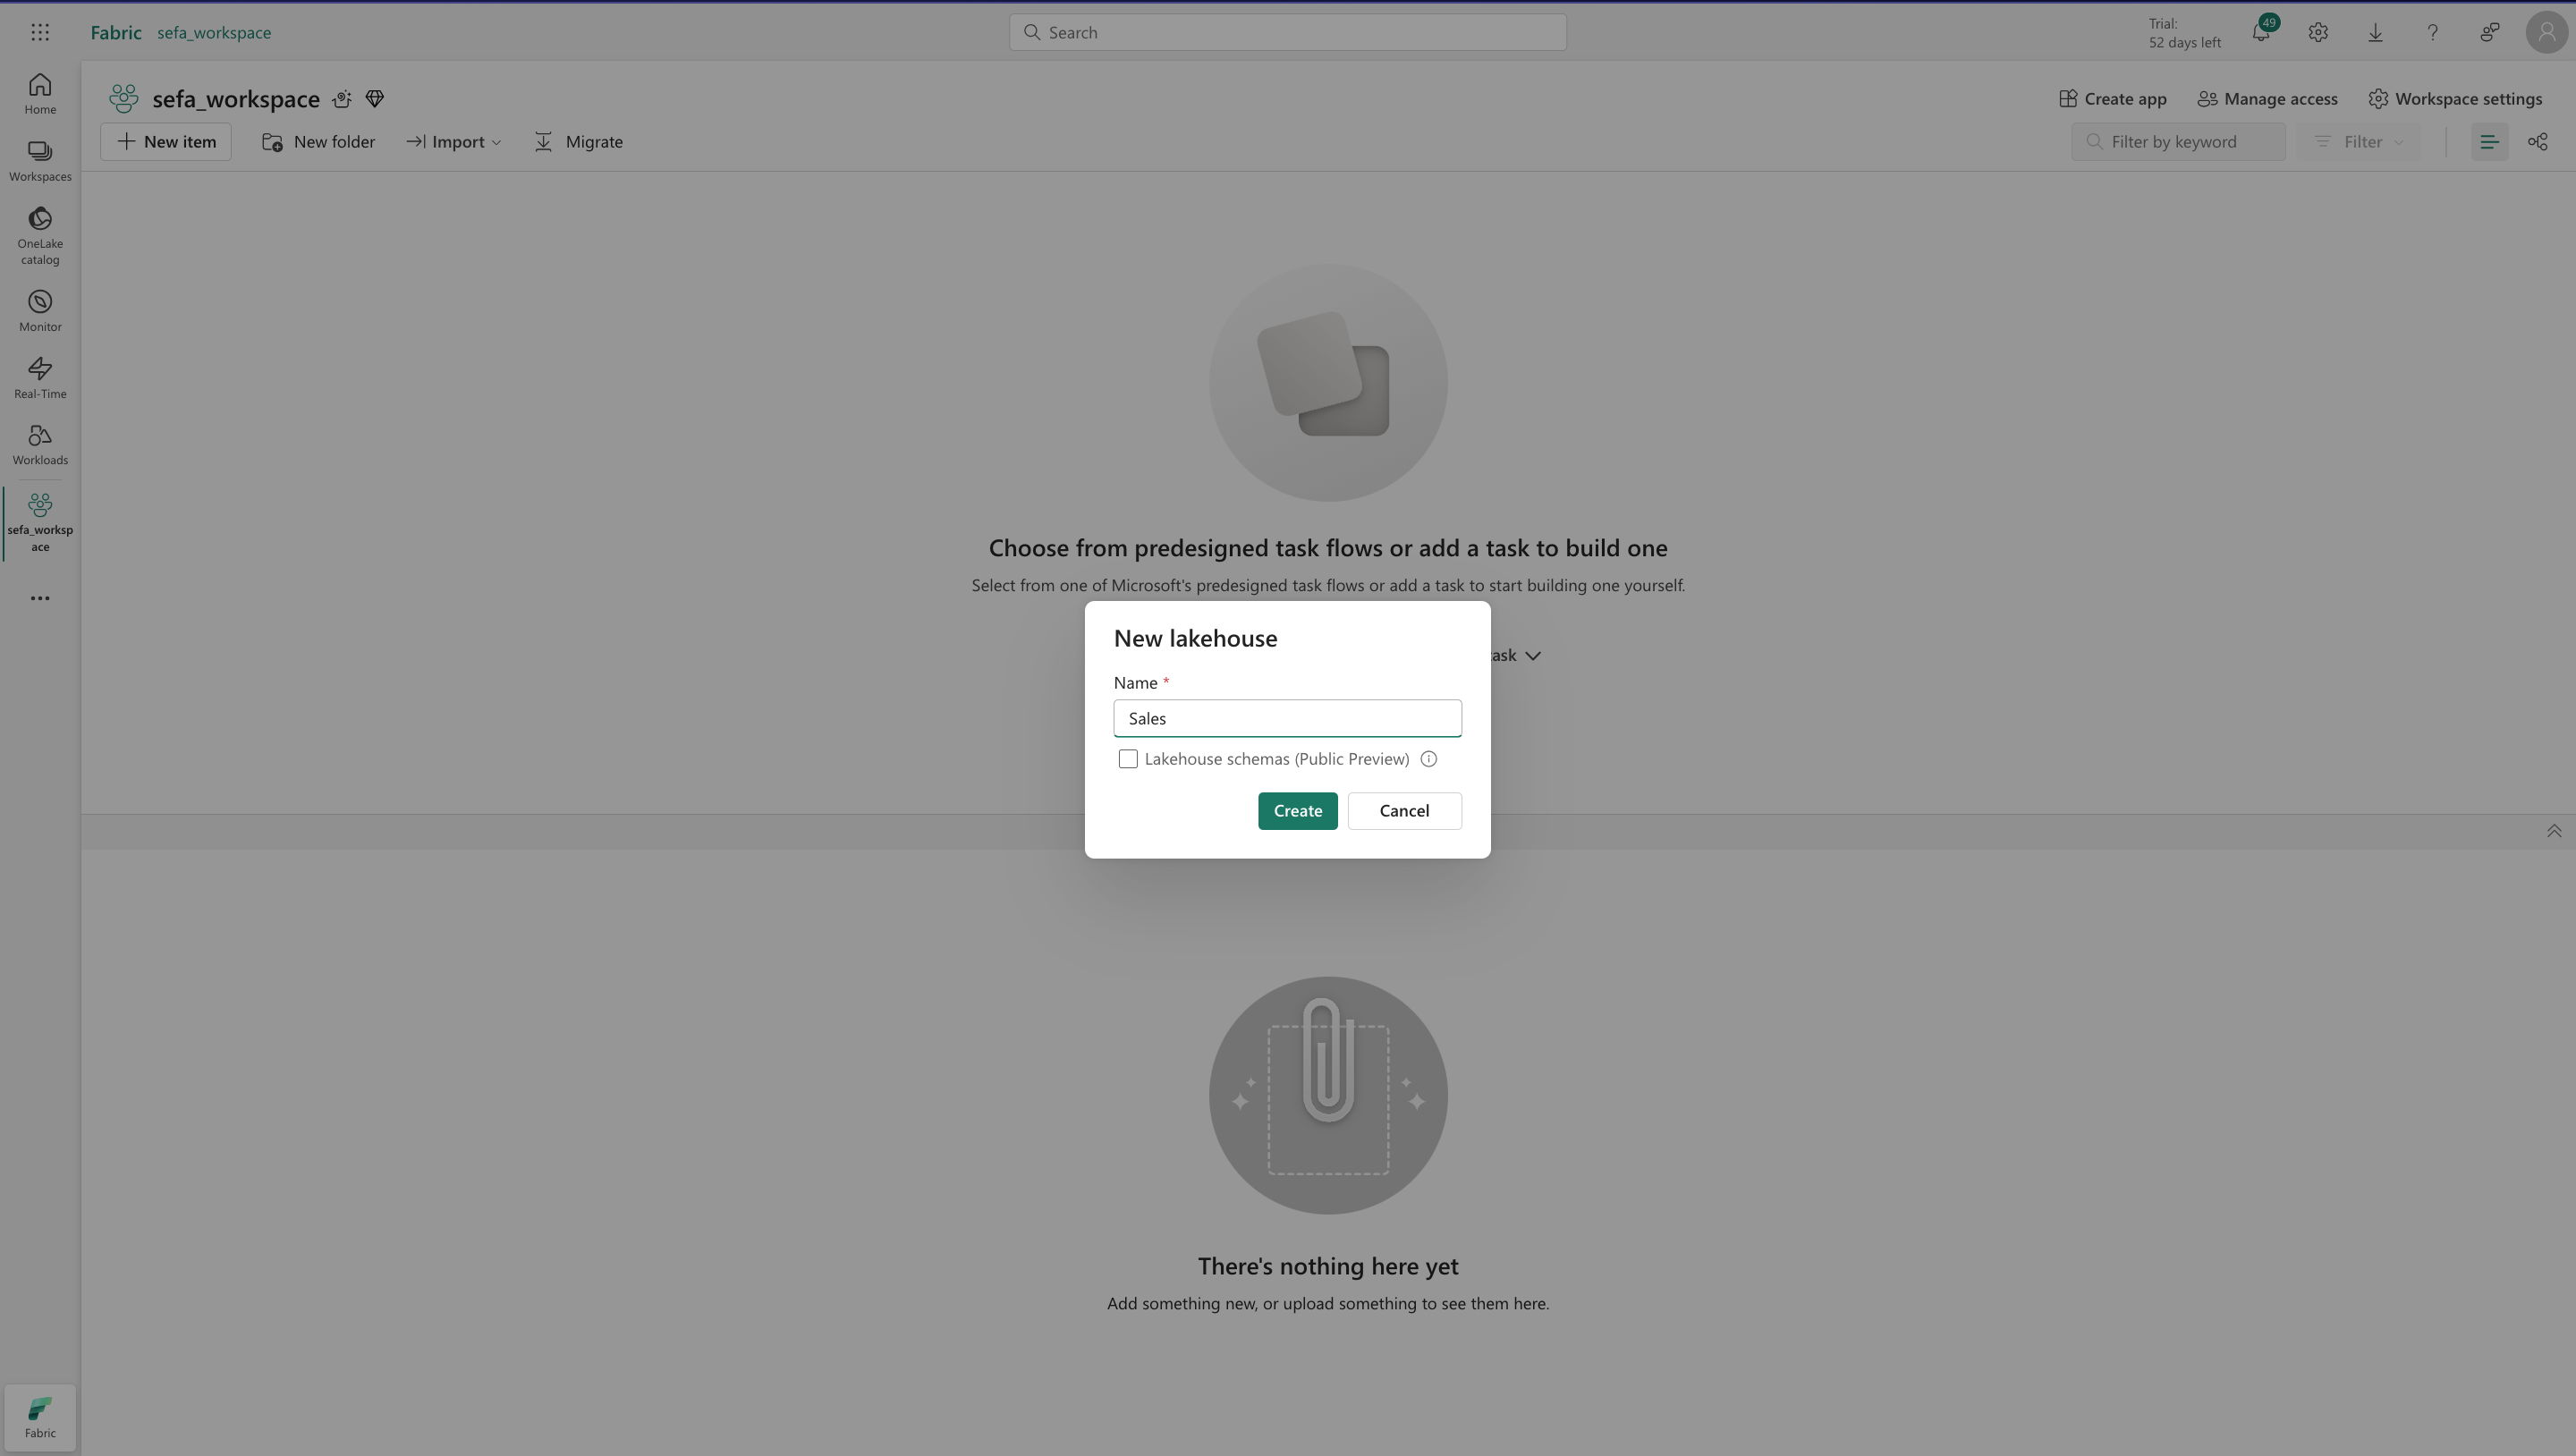 Fabric sefa_workspace
Search
Trial:
52 days left
49
Home
Workspaces
OneLake
catalog
Monitor
Real-Time
Workloads
sefa_worksp
ace
Fabric
sefa_workspace
Create app
Manage access
Workspace settings
New item
New folder
Import
Migrate
Filter by keyword
Filter
Choose from predesigned task flows or add a task to build one
Select from one of Microsoft's predesigned task flows or add a task to start building one yourself.
task
New lakehouse
Name *
Sales
Lakehouse schemas (Public Preview)
Create
Cancel
There's nothing here yet
Add something new, or upload something to see them here.